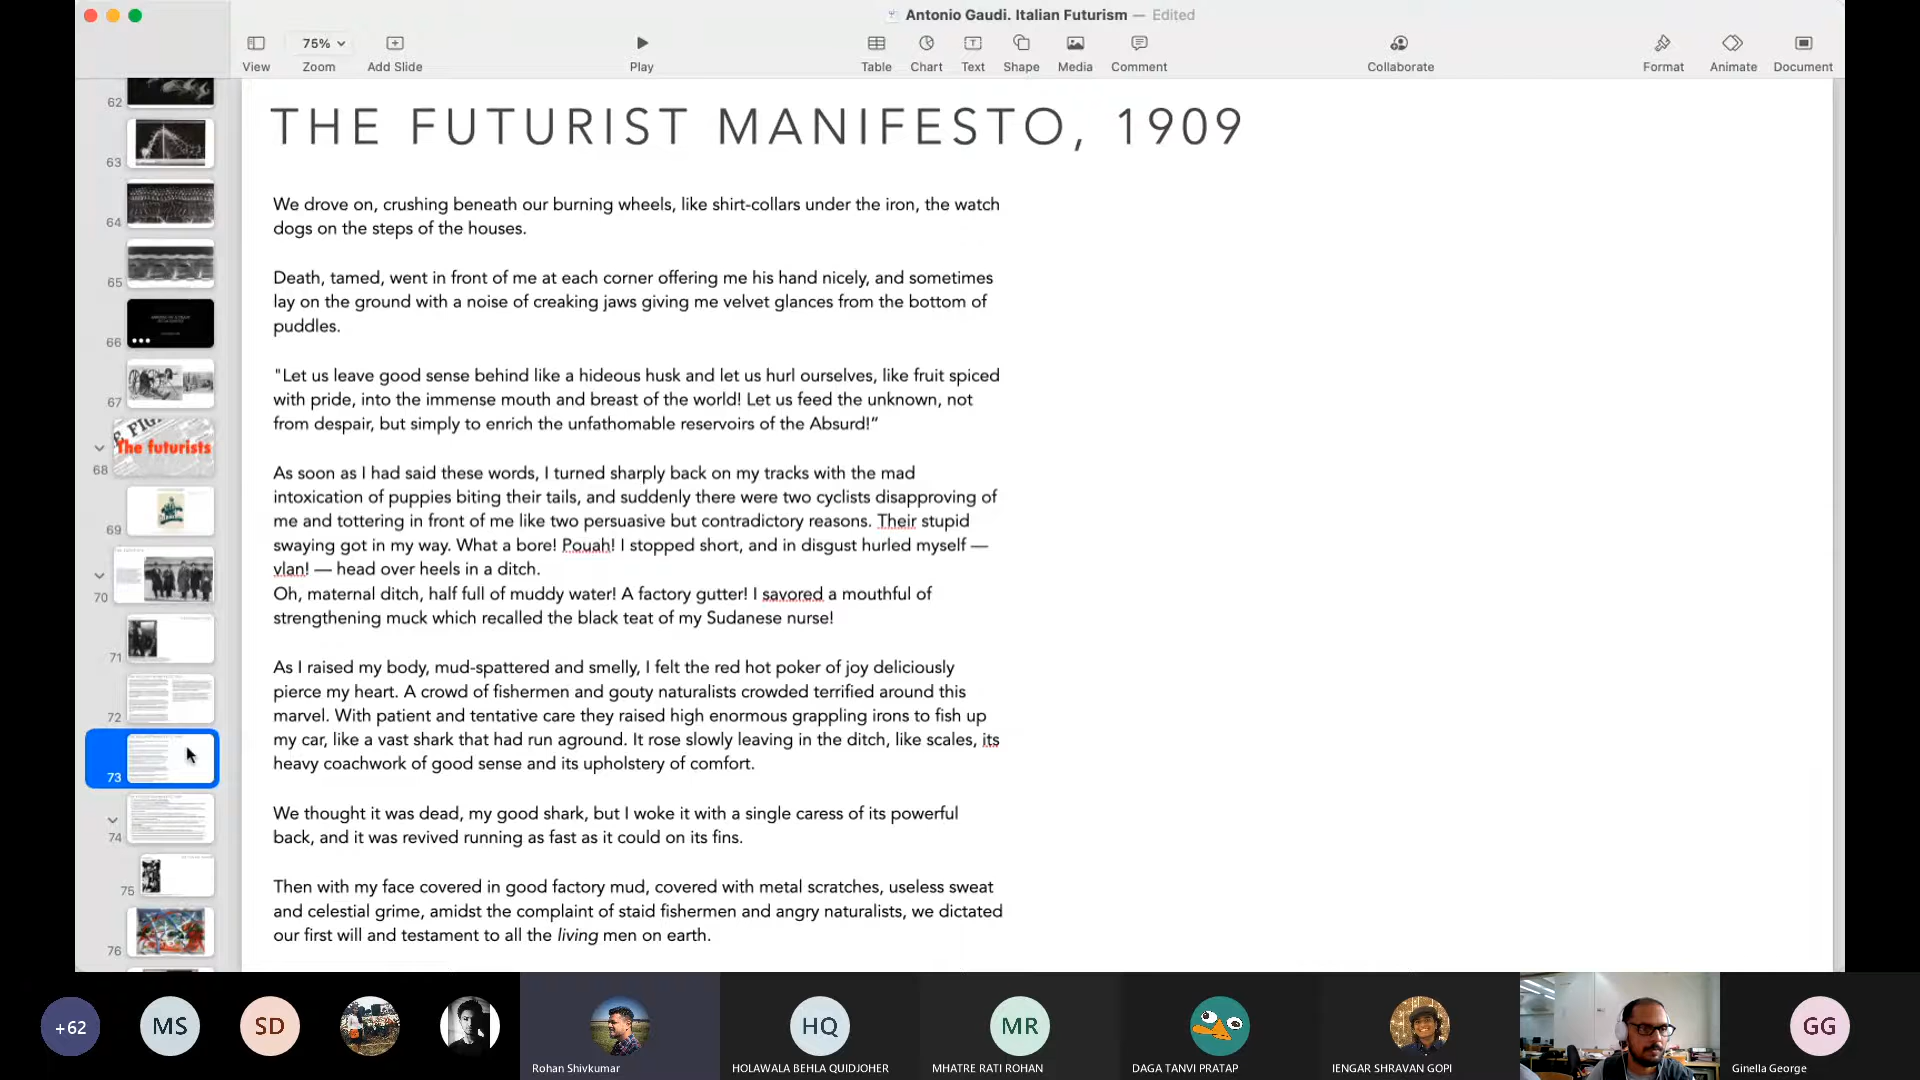 Antonio Gaudi. Italian Futurism — Edited
75%
View
Zoom
Add Slide
Play
Table
Chart
Text
Shape
Media
Comment
Collaborate
Format
Animate
Document
62
63
64
65
66
67
The futurists
68
69
70
71
72
73
74
75
76
THE FUTURIST MANIFESTO, 1909
We drove on, crushing beneath our burning wheels, like shirt-collars under the iron, the watch
dogs on the steps of the houses.
Death, tamed, went in front of me at each corner offering me his hand nicely, and sometimes
lay on the ground with a noise of creaking jaws giving me velvet glances from the bottom of
puddles.
"Let us leave good sense behind like a hideous husk and let us hurl ourselves, like fruit spiced
with pride, into the immense mouth and breast of the world! Let us feed the unknown, not
from despair, but simply to enrich the unfathomable reservoirs of the Absurd!“
As soon as I had said these words, I turned sharply back on my tracks with the mad
intoxication of puppies biting their tails, and suddenly there were two cyclists disapproving of
me and tottering in front of me like two persuasive but contradictory reasons. Their stupid
swaying got in my way. What a bore! Pouah! I stopped short, and in disgust hurled myself —
vlan! — head over heels in a ditch.
Oh, maternal ditch, half full of muddy water! A factory gutter! I savored a mouthful of
strengthening muck which recalled the black teat of my Sudanese nurse!
As I raised my body, mud-spattered and smelly, I felt the red hot poker of joy deliciously
pierce my heart. A crowd of fishermen and gouty naturalists crowded terrified around this
marvel. With patient and tentative care they raised high enormous grappling irons to fish up
my car, like a vast shark that had run aground. It rose slowly leaving in the ditch, like scales, its
heavy coachwork of good sense and its upholstery of comfort.
We thought it was dead, my good shark, but I woke it with a single caress of its powerful
back, and it was revived running as fast as it could on its fins.
Then with my face covered in good factory mud, covered with metal scratches, useless sweat
and celestial grime, amidst the complaint of staid fishermen and angry naturalists, we dictated
our first will and testament to all the living men on earth.
+62
MS
SD
Rohan Shivkumar
HQ
HOLAWALA BEHLA QUIDJOHER
MR
MHATRE RATI ROHAN
DAGA TANVI PRATAP
IENGAR SHRAVAN GOPI
GG
Ginella George